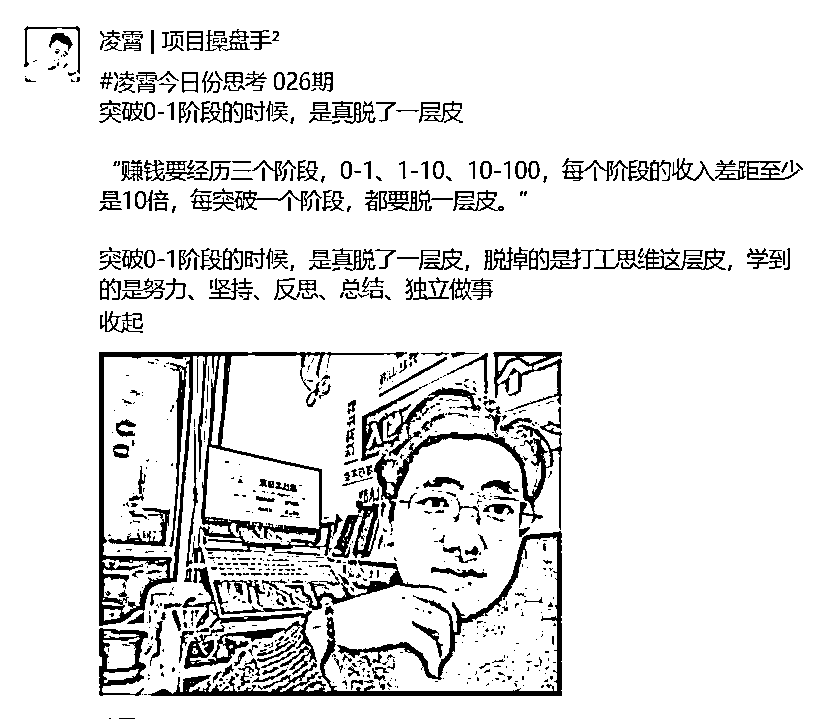 凌霄 | 项目操盘手²
#凌霄今日份思考 026期
突破0-1阶段的时候，是真脱了一层皮
“赚钱要经历三个阶段，0-1、1-10、10-100，每个阶段的收入差距至少
是10倍，每突破一个阶段，都要脱一层皮。”
突破0-1阶段的时候，是真脱了一层皮，脱掉的是打工思维这层皮，学到
的是努力、坚持、反思、总结、独立做事
收起